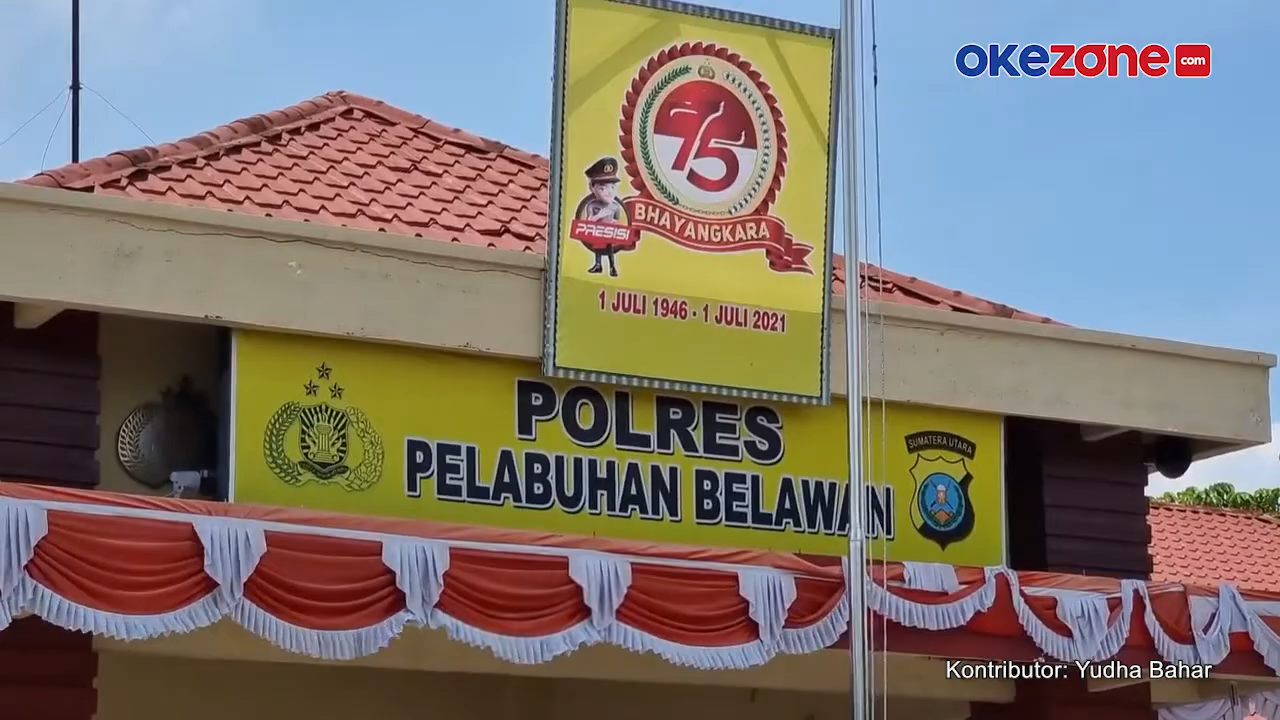 okezone.com
75
PRESISI
BHAYANGKARA
1 JULI 1946 - 1 JULI 2021
POLRES
PELABUHAN BELAWAN
SUMATERA UTARA
Kontributor: Yudha Bahar